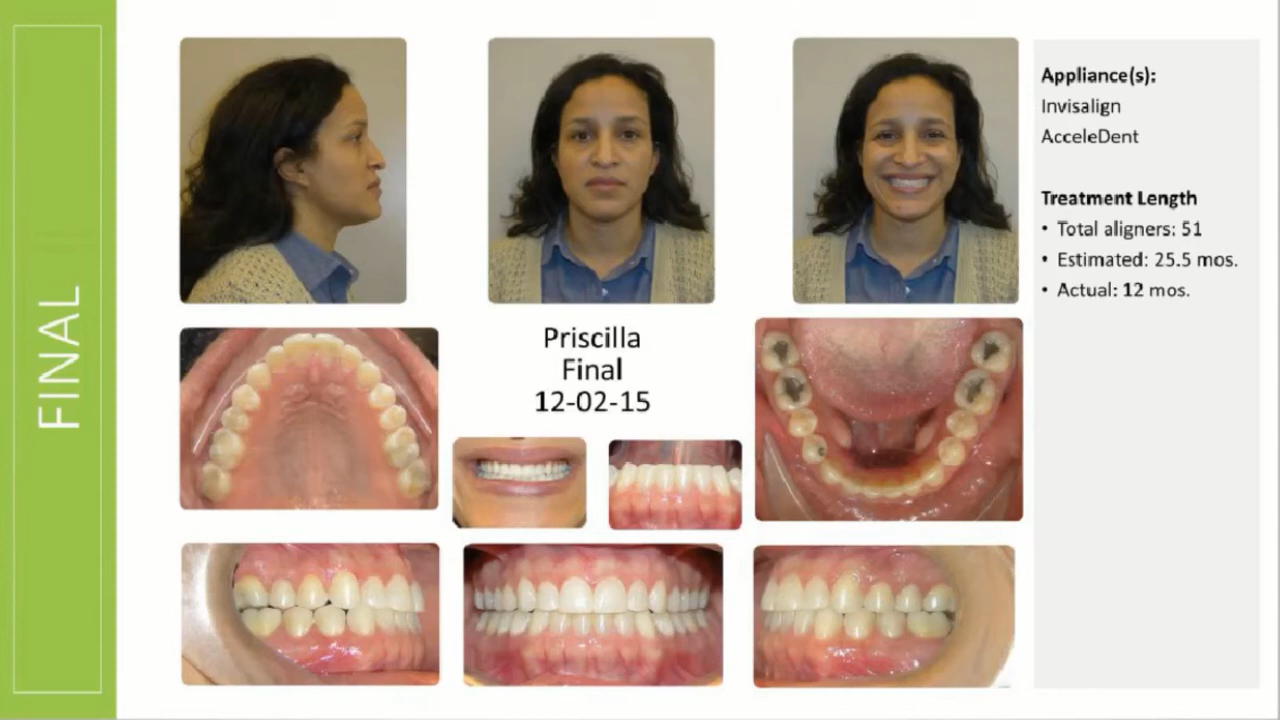 FINAL
Priscilla
Final
12-02-15
Appliance(s):
Invisalign
AcceleDent
Treatment Length
• Total aligners: 51
• Estimated: 25.5 mos.
• Actual: 12 mos.